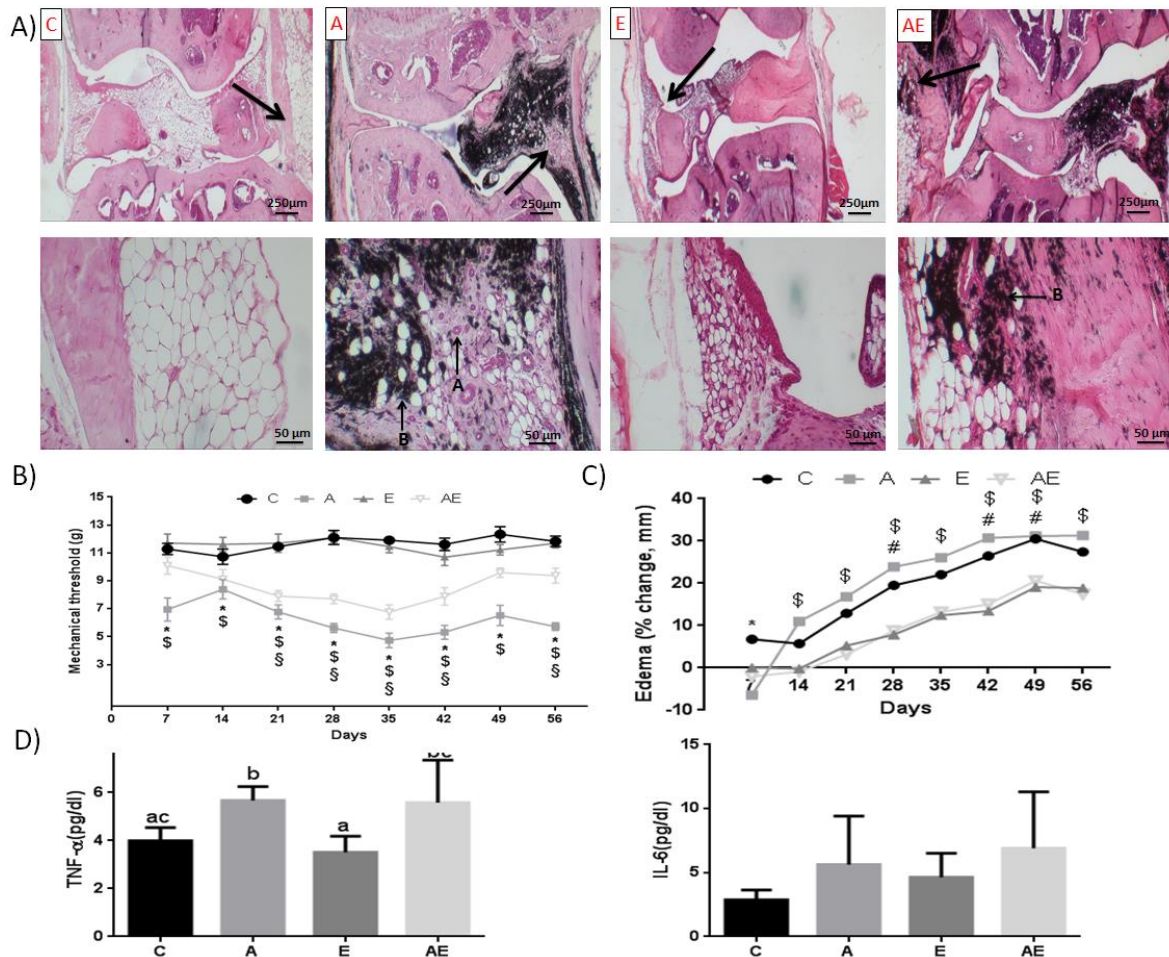 A)
C
A
E
AE
250µm
250µm
250µm
250µm
A
B
B
50 µm
50 µm
50 µm
50 µm
B)
C A E AE
Mechanical threshold (g)
15
13
11
9
7
5
3
*
$
*
$
*
$
§
*
$
§
*
$
§
*
$
§
*
$
*
$
§
0 7 14 21 28 35 42 49 56
Days
C)
C A E AE
Edema (% change, mm)
40
30
20
10
0
-10
*
$
$
$
#
$
$
#
$
#
$
7 14 21 28 35 42 49 56
Days
D)
TNF-α(pg/dl)
6
4
2
0
ac
b
a
bc
C A E AE
IL-6(pg/dl)
15
10
5
0
C A E AE